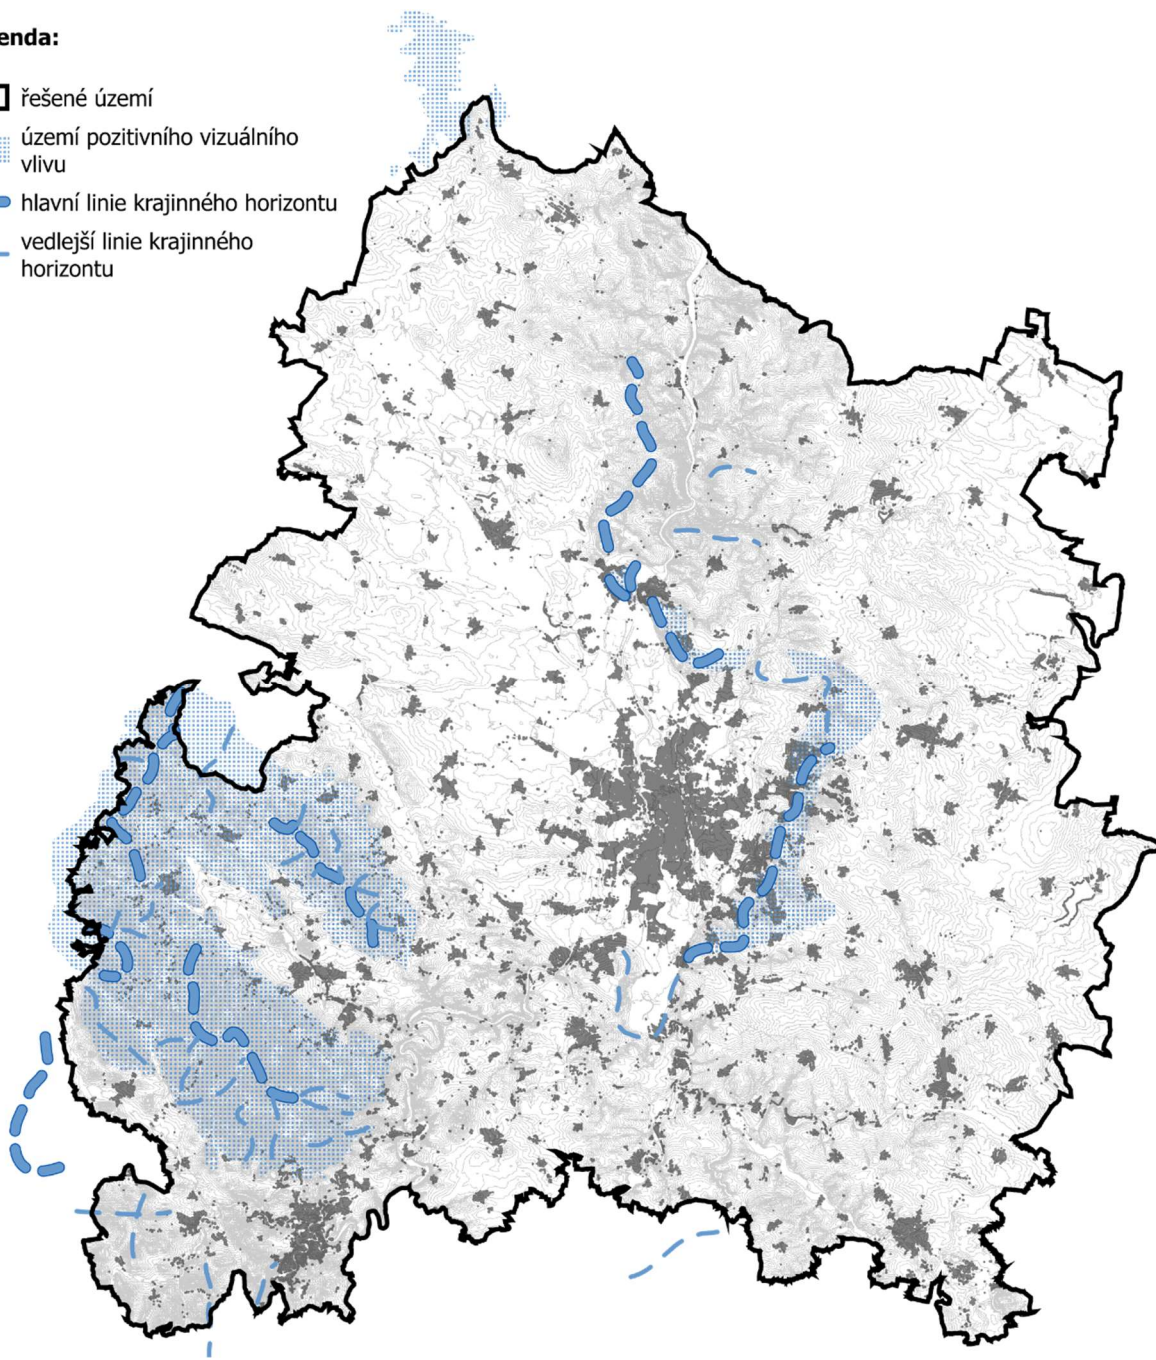 enda:
řešené území
území pozitivního vizuálního
vlivu
hlavní linie krajinného horizontu
vedlejší linie krajinného
horizontu